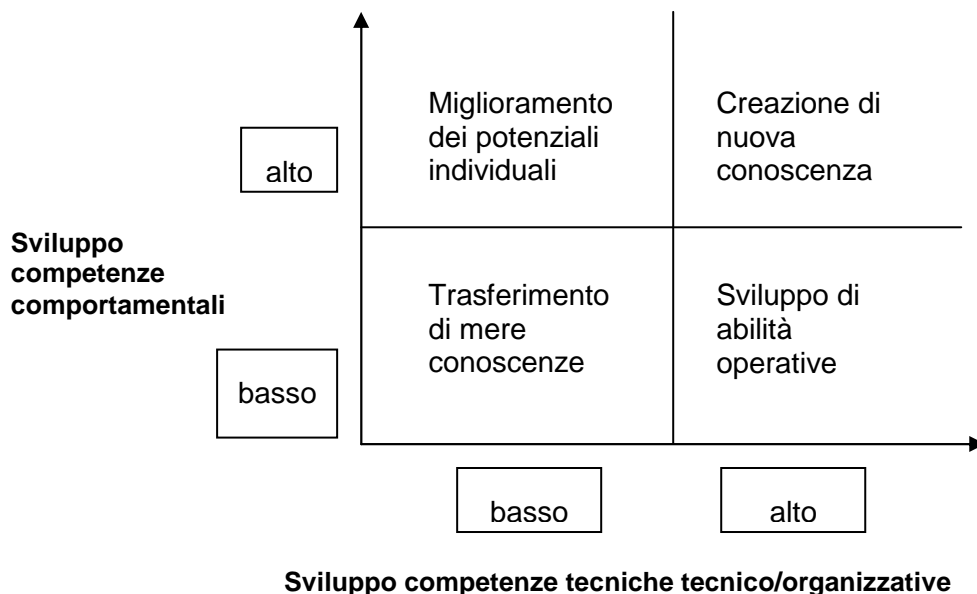 Miglioramento
dei potenziali
individuali
Creazione di
nuova
conoscenza
alto
Sviluppo
competenze
comportamentali
Trasferimento
di mere
conoscenze
Sviluppo di
abilità
operative
basso
basso
alto
Sviluppo competenze tecniche tecnico/organizzative